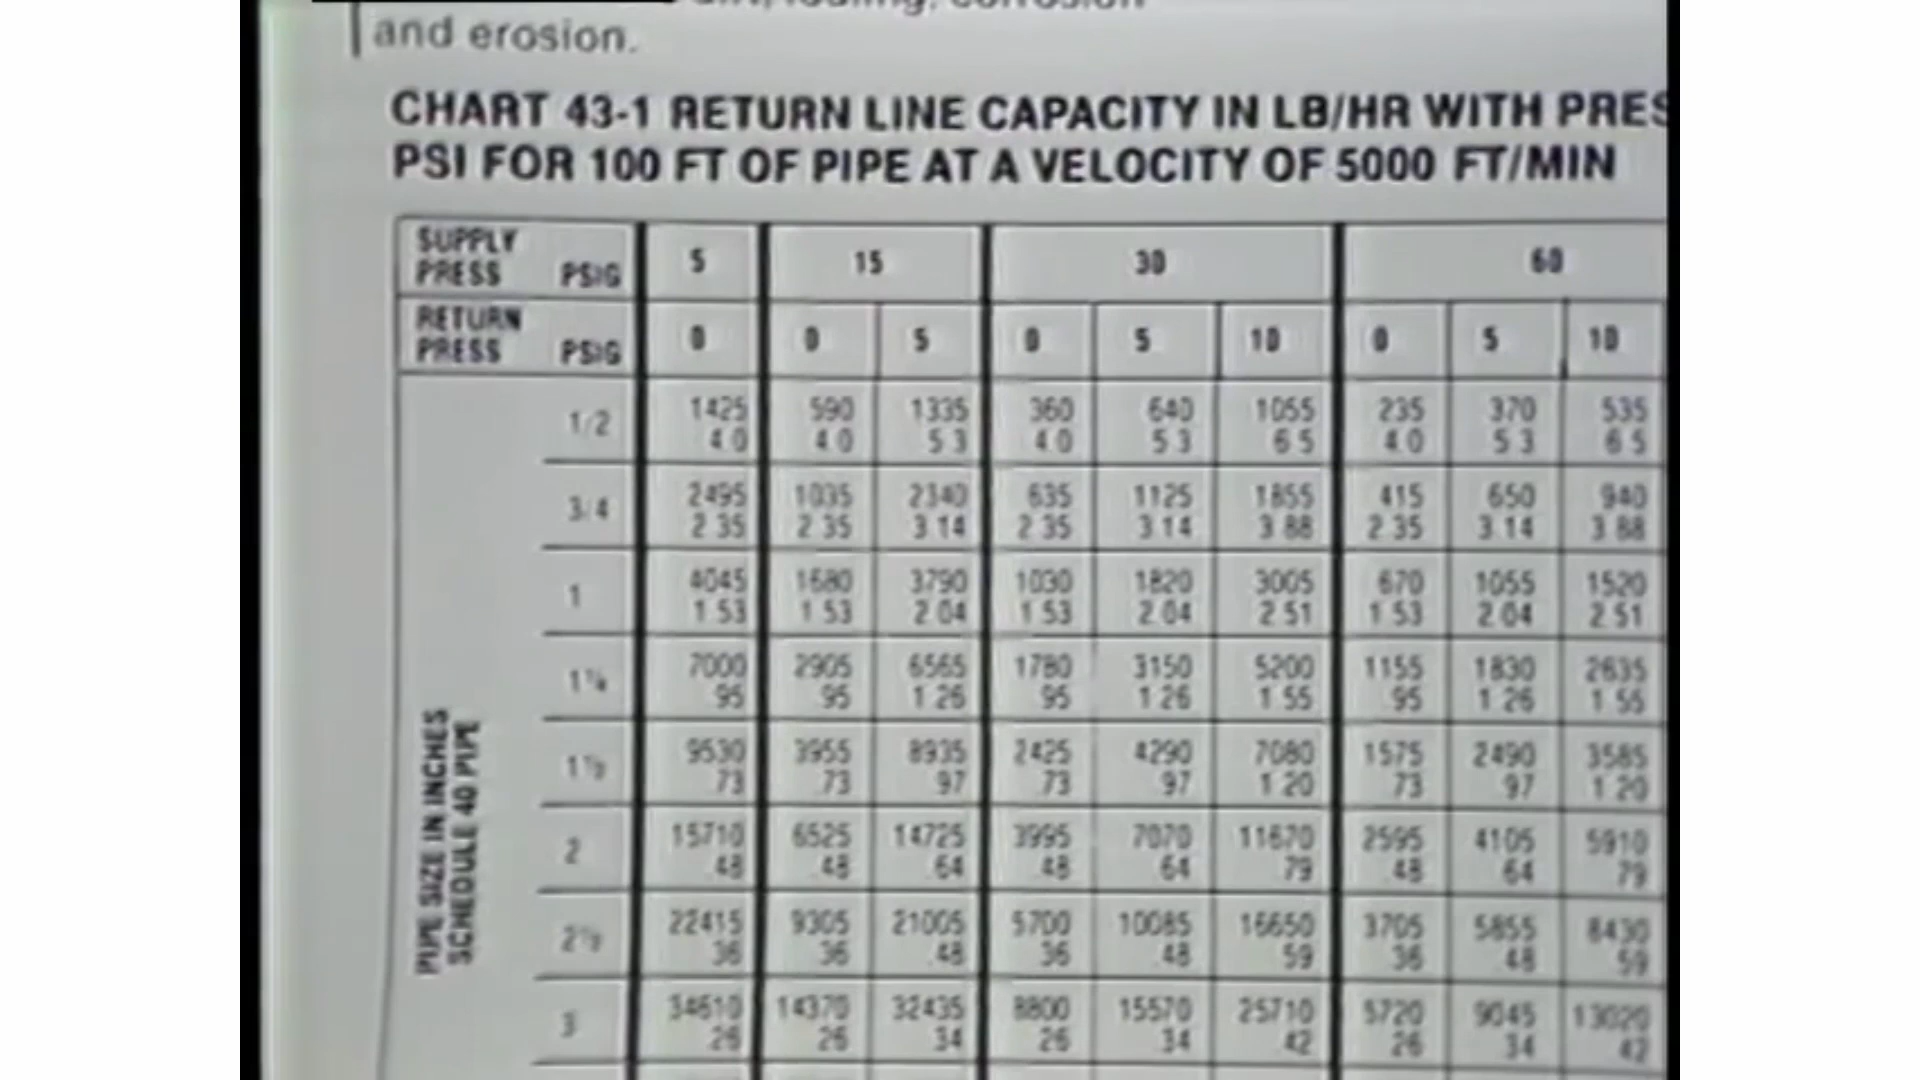 and erosion.
CHART 43-1 RETURN LINE CAPACITY IN LB/HR WITH PRES
PSI FOR 100 FT OF PIPE AT A VELOCITY OF 5000 FT/MIN
SUPPLY PRESS PSIG 5 15 30 60
RETURN PRESS PSIG 0 0 5 0 5 10 0 5 10
PIPE SIZE IN INCHES
SCHEDULE 40 PIPE
1/2 1425 590 1335 360 640 1055 235 370 535
4.0 4.0 5.3 4.0 5.3 6.5 4.0 5.3 6.5
3/4 2495 1035 2340 635 1125 1855 415 650 940
2.35 2.35 3.14 2.35 3.14 3.88 2.35 3.14 3.88
1 4045 1680 3790 1030 1820 3005 670 1055 1520
1.53 1.53 2.04 1.53 2.04 2.51 1.53 2.04 2.51
1¼ 7000 2905 6565 1780 3150 5200 1155 1830 2635
.95 .95 1.26 .95 1.26 1.55 .95 1.26 1.55
1½ 9530 3955 8935 2425 4290 7080 1575 2490 3585
.73 .73 .97 .73 .97 1.20 .73 .97 1.20
2 15710 6525 14725 3995 7070 11670 2595 4105 5910
.48 .48 .64 .48 .64 .79 .48 .64 .79
2½ 22415 9305 21005 5700 10085 16650 3705 5855 8430
.36 .36 .48 .36 .48 .59 .36 .48 .59
3 34610 14370 32435 8800 15570 25710 5720 9045 13020
.26 .26 .34 .26 .34 .42 .26 .34 .42